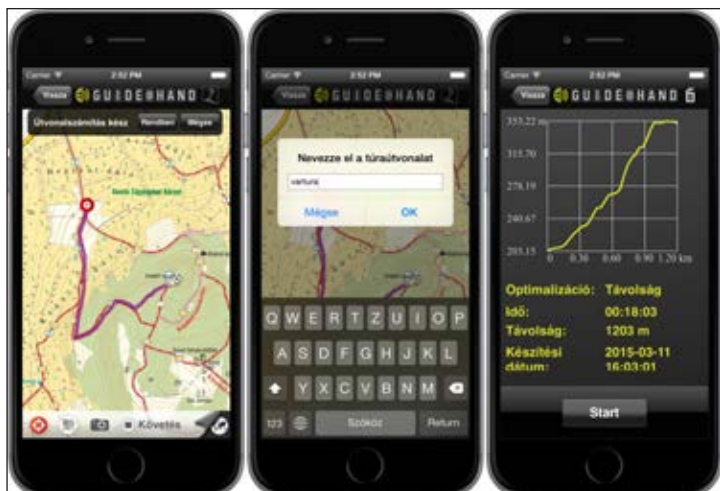 Carrier 2:52 PM
Vissza GUIDE@HAND
Útvonalszámítás kész Rendben Mégse
Követés
Carrier 2:52 PM
Vissza GUIDE@HAND
Nevezze el a túraútvonalat
vartura
Mégse OK
Q W E R T Z U I O P
A S D F G H J K L
Y X C V B N M
123 Szóköz Return
Carrier 2:52 PM
Vissza GUIDE@HAND
353.22 m
315.70
278.19
240.67
203.15
0 0.30 0.60 0.90 1.20 km
Optimalizáció: Távolság
Idő: 00:18:03
Távolság: 1203 m
Készítési 2015-03-11
dátum: 16:03:01
Start